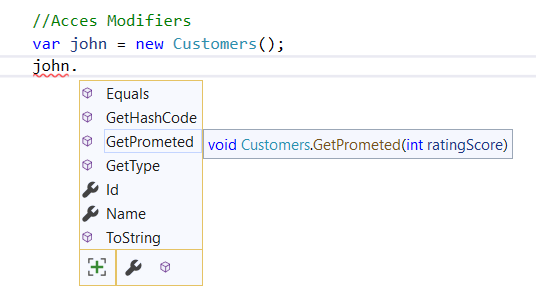 //Acces Modifiers
var john = new Customers();
john.
Equals
GetHashCode
GetPrometed void Customers.GetPrometed(int ratingScore)
GetType
Id
Name
ToString